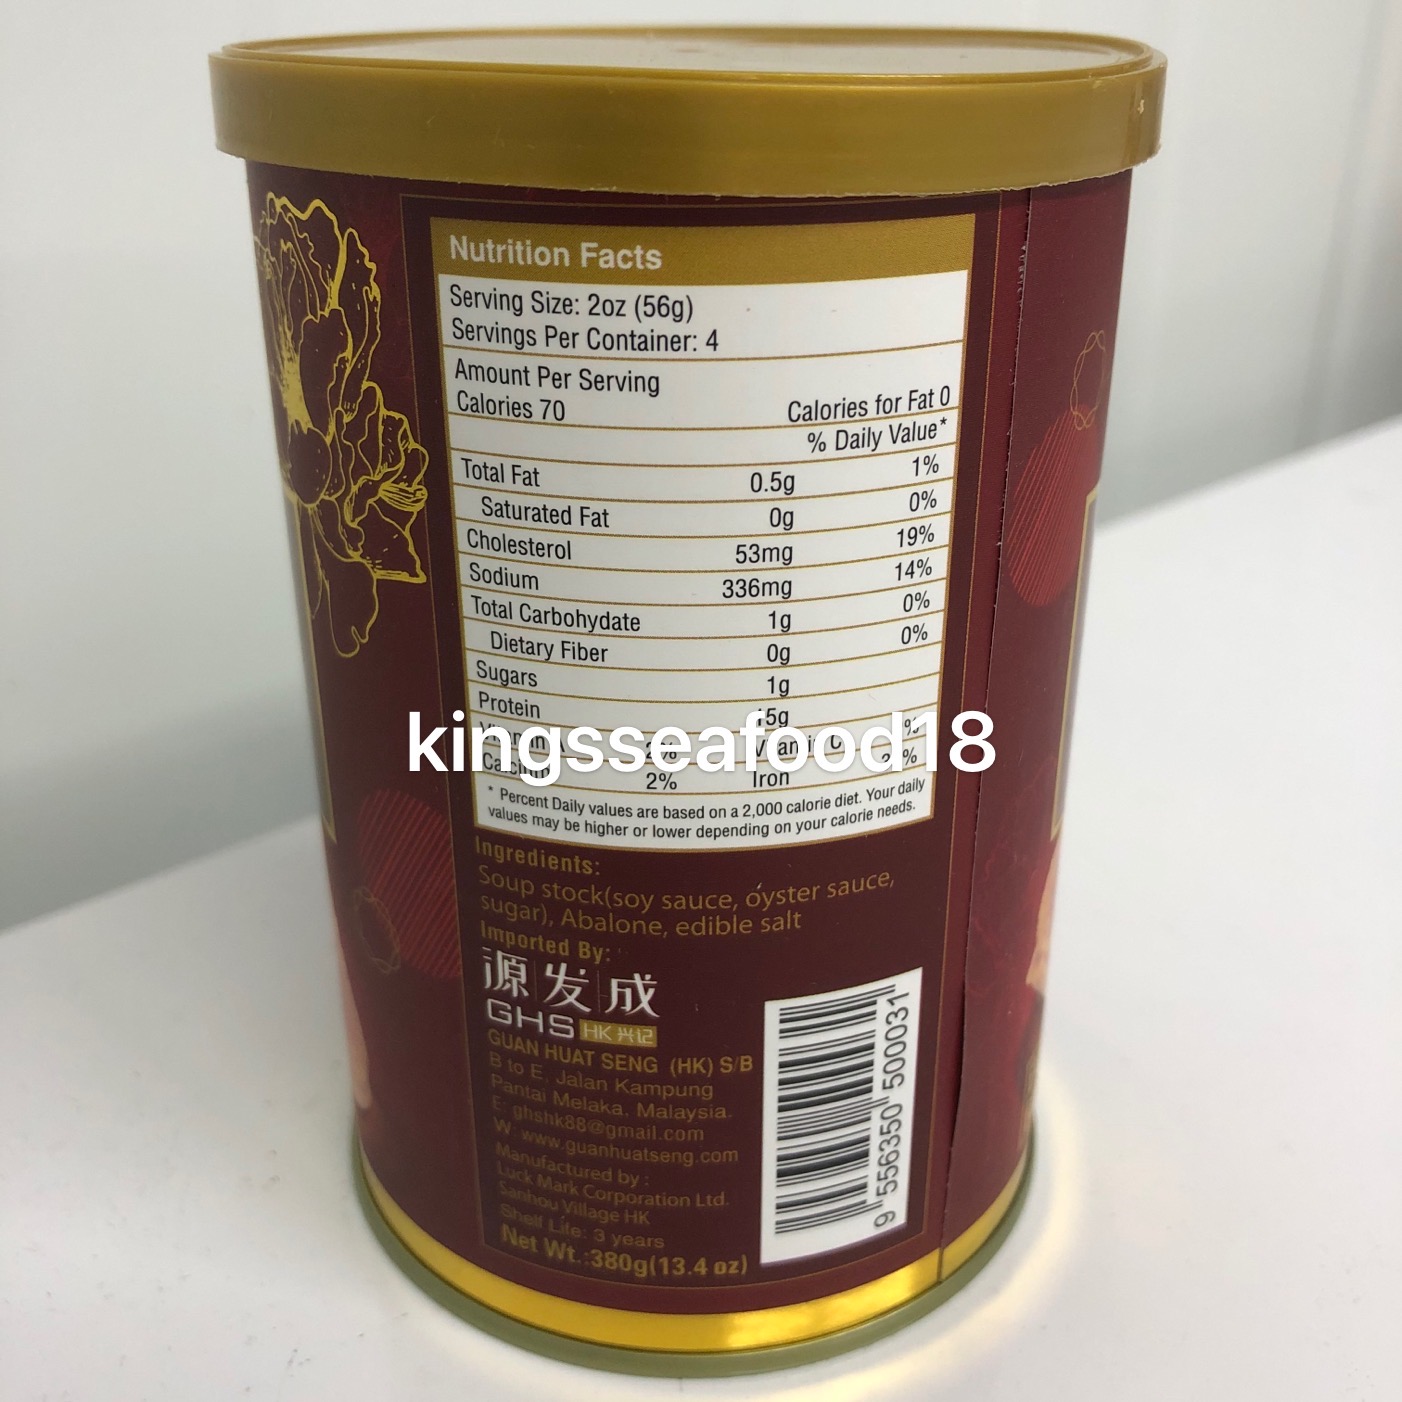 Nutrition Facts
Serving Size: 2oz (56g)
Servings Per Container: 4
Amount Per Serving
Calories 70 Calories for Fat 0
% Daily Value*
Total Fat 0.5g 1%
Saturated Fat 0g 0%
Cholesterol 53mg 19%
Sodium 336mg 14%
Total Carbohydate 1g 0%
Dietary Fiber 0g 0%
Sugars 1g
Protein 15g
Vitamin A 2% Vitamin C %
kingsseafood18
Calcium 2% Iron
* Percent Daily values are based on a 2,000 calorie diet. Your daily
values may be higher or lower depending on your calorie needs.
Ingredients:
Soup stock(soy sauce, oyster sauce,
sugar), Abalone, edible salt
Imported By:
源发成
GHS HK 兴记
GUAN HUAT SENG (HK) S/B
B to E, Jalan Kampung
Pantai Melaka, Malaysia.
E: ghshk88@gmail.com
W: www.guanhuatseng.com
Manufactured by :
Luck Mark Corporation Ltd.
Sanhou Village HK
Shelf Life: 3 years
Net Wt.:380g(13.4 oz)
9 556350 500031